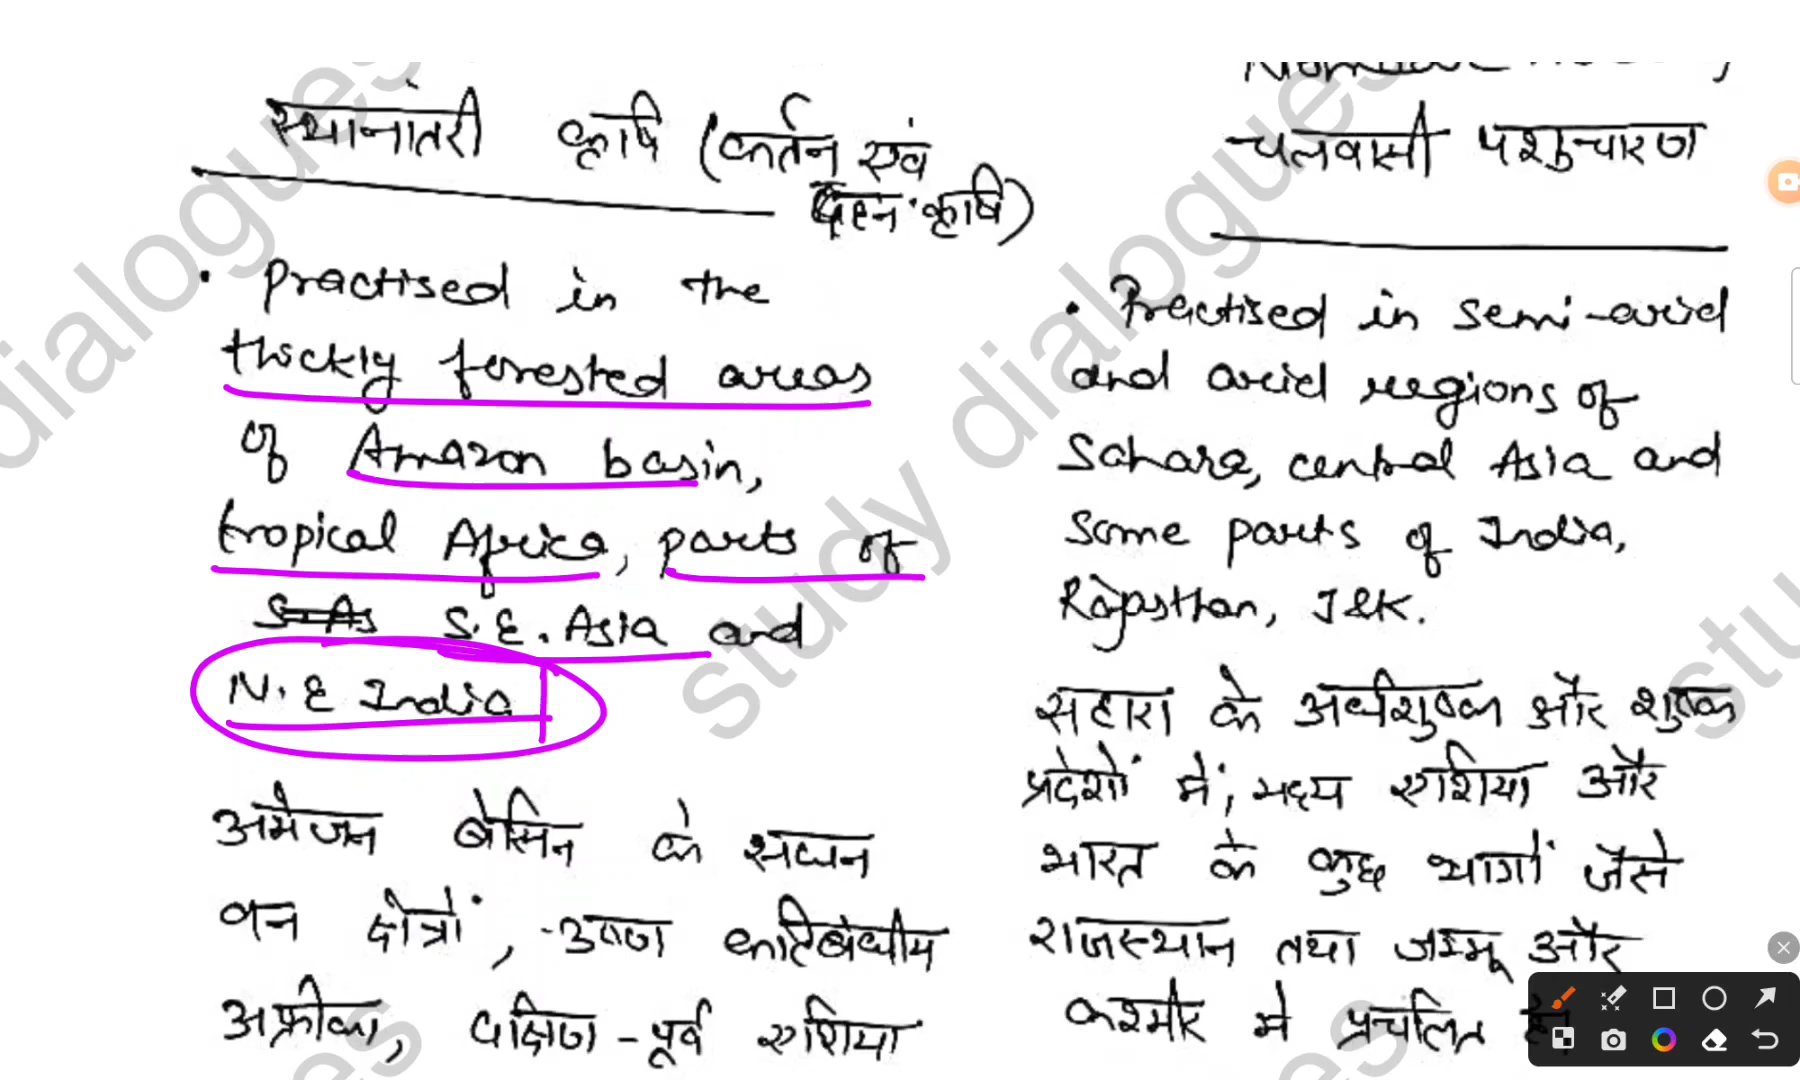 स्थानांतरी कृषि (कर्तन एवं
दहन कृषि)
• practised in the
thickly forested areas
of Amazon basin,
tropical Africa, parts of
S. As S. E. Asia and
N. E India
अमेजन बेसिन के सघन
वन क्षेत्रों, उष्ण कटिबंधीय
अफ्रीका, दक्षिण-पूर्व एशिया
चलवासी पशुचारण
• Practised in semi-arid
and arid regions of
Sahara, central Asia and
some parts of India,
Rajasthan, J&K.
सहारा के अर्धशुष्क और शुष्क
प्रदेशों में; मध्य एशिया और
भारत के कुछ भागों जैसे
राजस्थान तथा जम्मू और
कश्मीर में प्रचलित है।
study dialogues